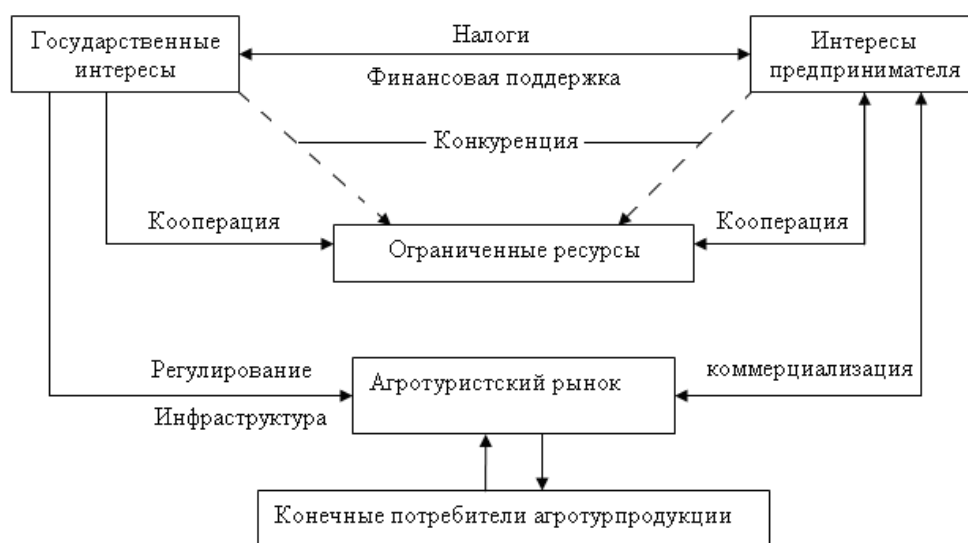 Государственные
интересы
Налоги
Финансовая поддержка
Интересы
предпринимателя
Конкуренция
Кооперация
Кооперация
Ограниченные ресурсы
Регулирование
Инфраструктура
Агротуристский рынок
коммерциализация
Конечные потребители агротурпродукции